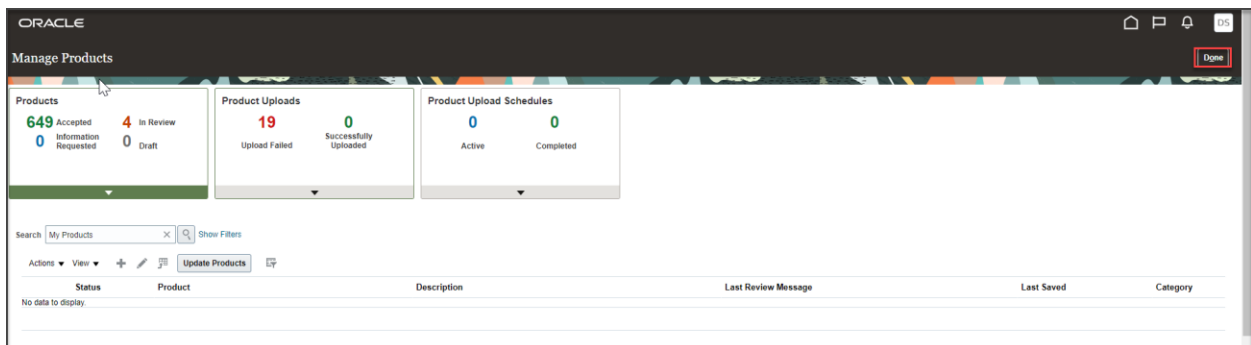 ORACLE
DS
Manage Products
Done
Products
649 Accepted
4 In Review
0 Information Requested
0 Draft
Product Uploads
19
Upload Failed
0
Successfully Uploaded
Product Upload Schedules
0
Active
0
Completed
Search My Products Show Filters
Actions View Update Products
Status Product Description Last Review Message Last Saved Category
No data to display.